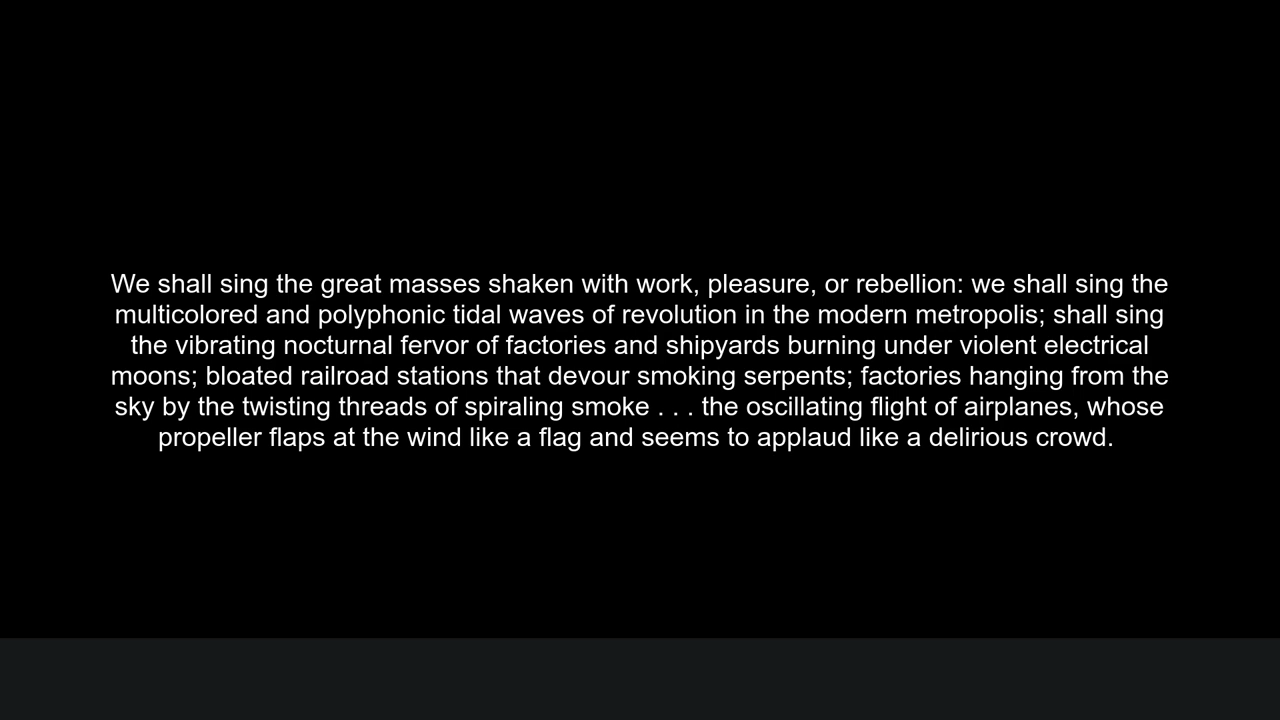 We shall sing the great masses shaken with work, pleasure, or rebellion: we shall sing the
multicolored and polyphonic tidal waves of revolution in the modern metropolis; shall sing
the vibrating nocturnal fervor of factories and shipyards burning under violent electrical
moons; bloated railroad stations that devour smoking serpents; factories hanging from the
sky by the twisting threads of spiraling smoke . . . the oscillating flight of airplanes, whose
propeller flaps at the wind like a flag and seems to applaud like a delirious crowd.